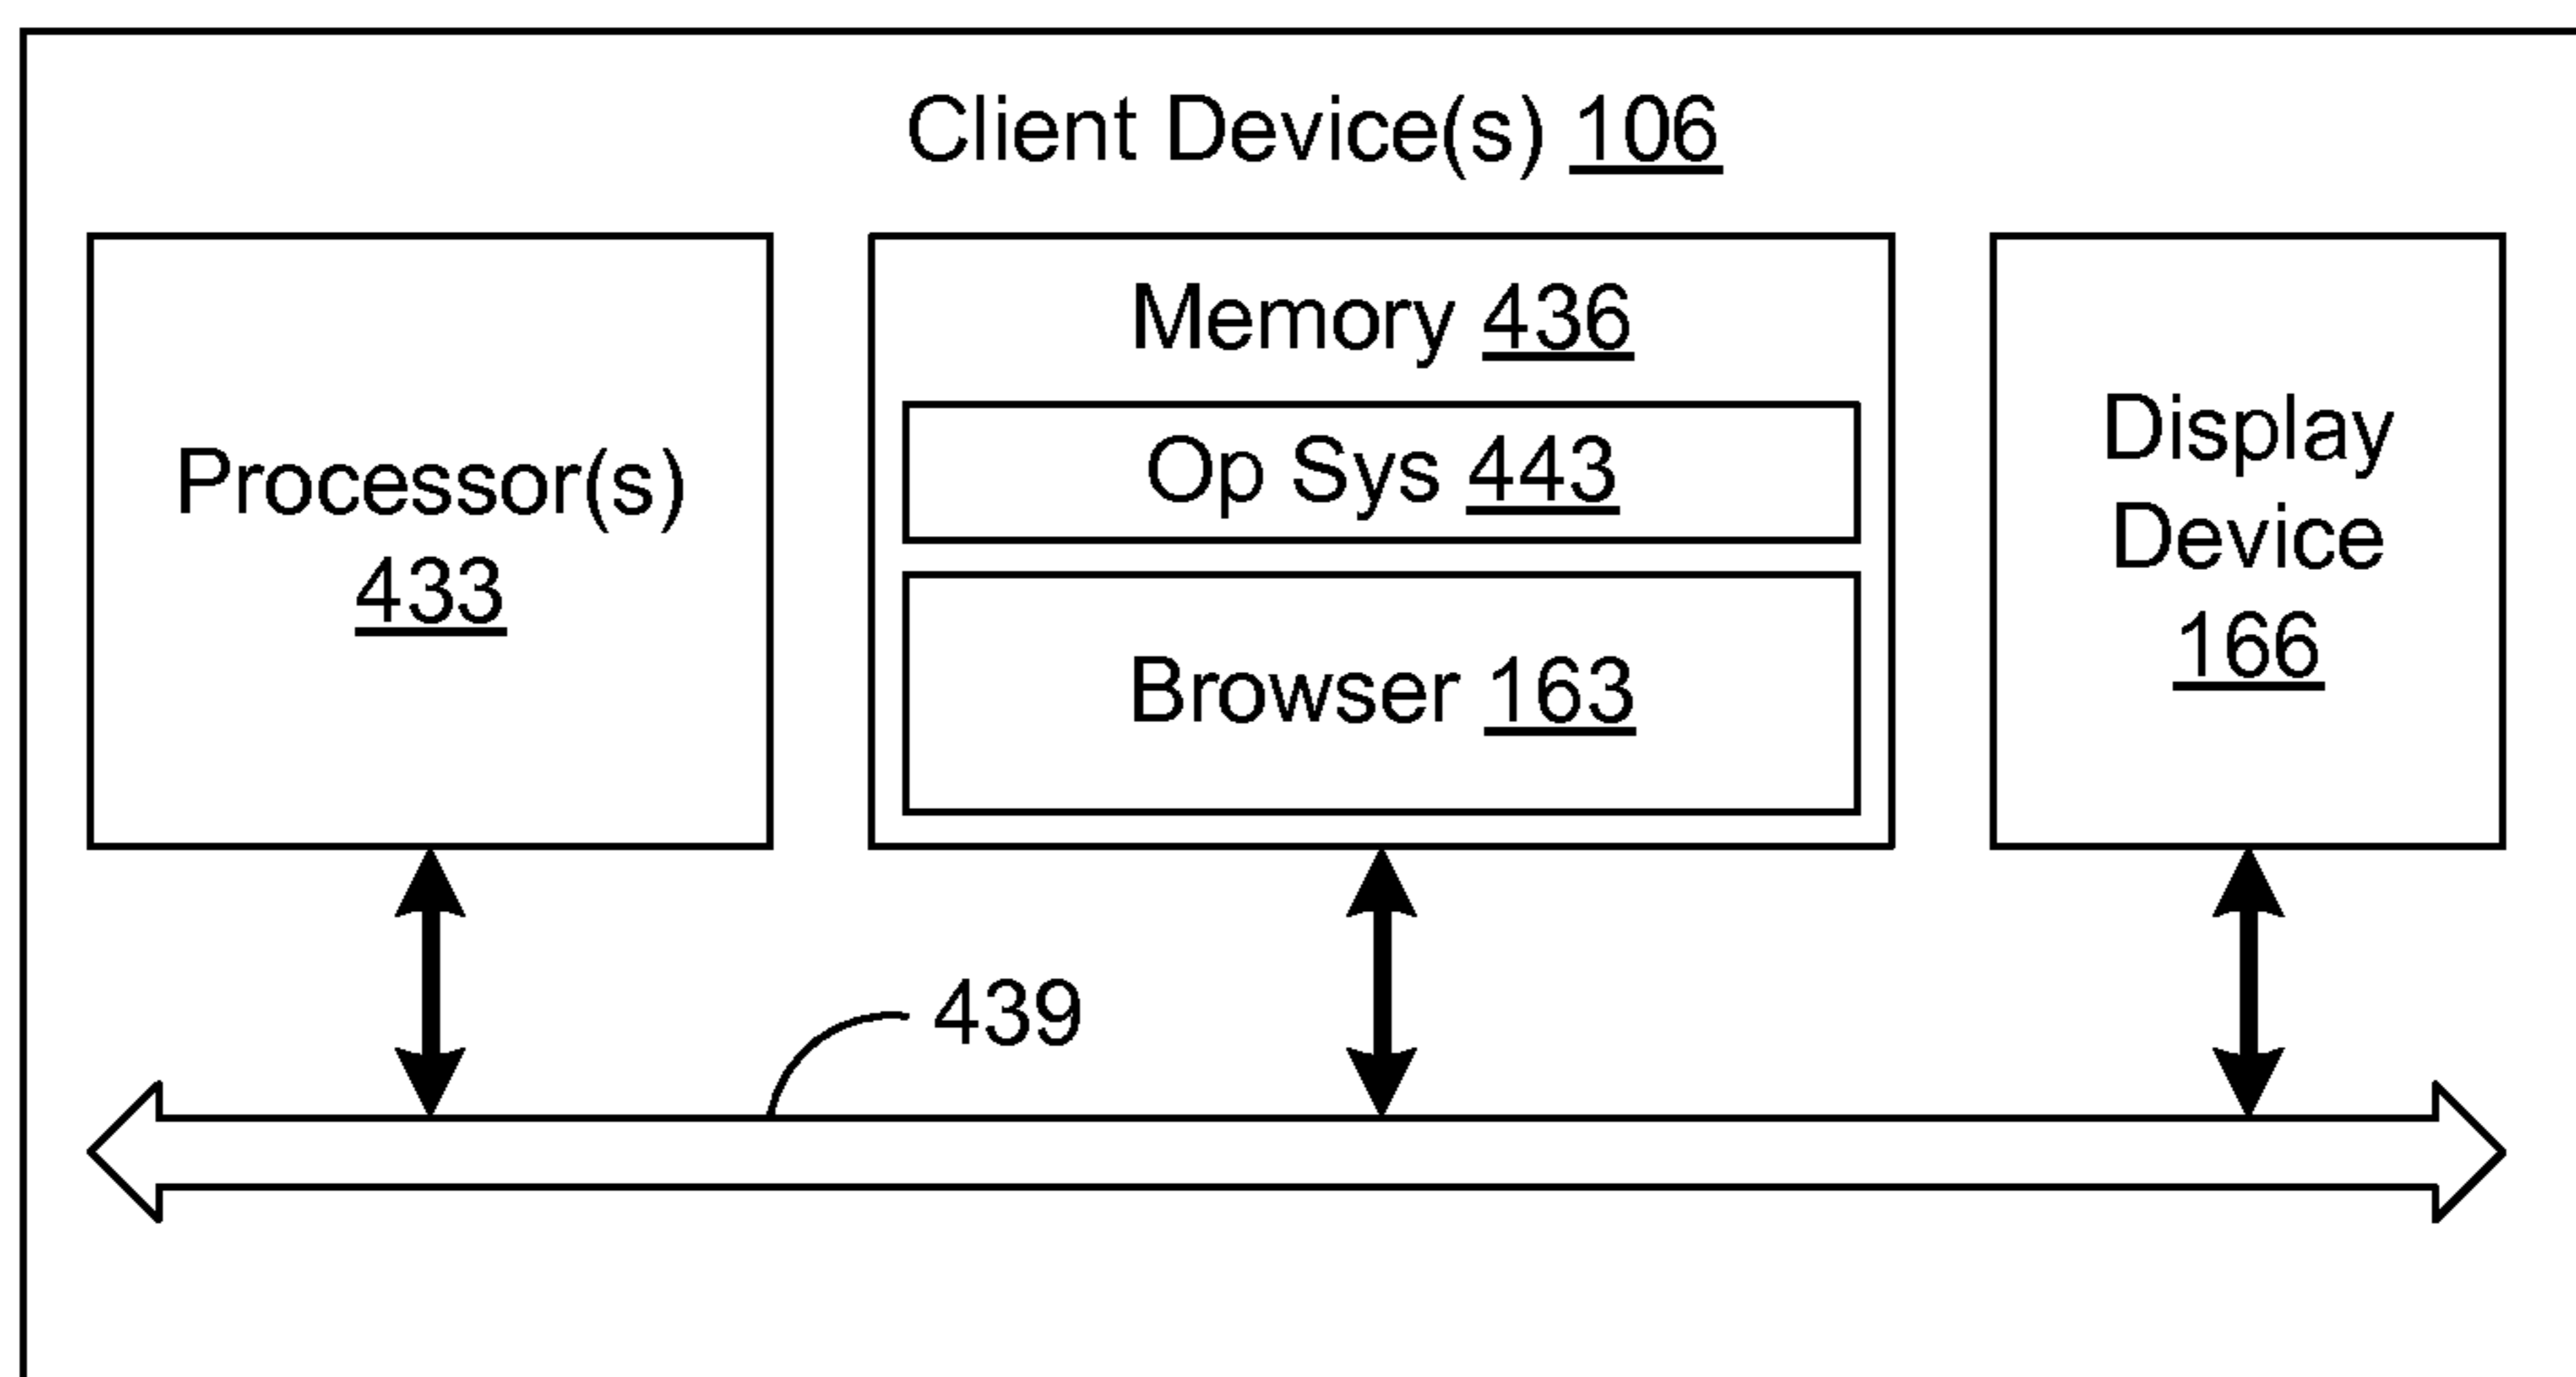 Client Device(s) 106
Processor(s)
433
Memory 436
Op Sys 443
Browser 163
Display
Device
166
439